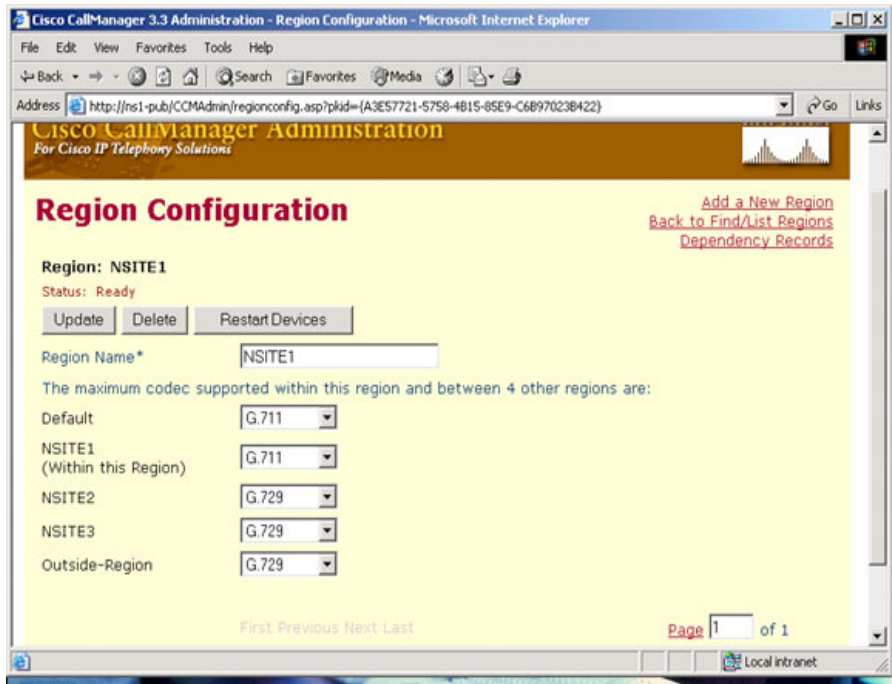 Cisco CallManager 3.3 Administration - Region Configuration - Microsoft Internet Explorer
File Edit View Favorites Tools Help
Back Search Favorites Media
Address http://ns1-pub/CCMAdmin/regionconfig.asp?pkid={A3E57721-5758-4B15-85E9-C6B97023B422} Go Links
Cisco CallManager Administration
For Cisco IP Telephony Solutions
Region Configuration
Add a New Region
Back to Find/List Regions
Dependency Records
Region: NSITE1
Status: Ready
Update Delete Restart Devices
Region Name* NSITE1
The maximum codec supported within this region and between 4 other regions are:
Default G.711
NSITE1
(Within this Region) G.711
NSITE2 G.729
NSITE3 G.729
Outside-Region G.729
First Previous Next Last
Page 1 of 1
Local intranet